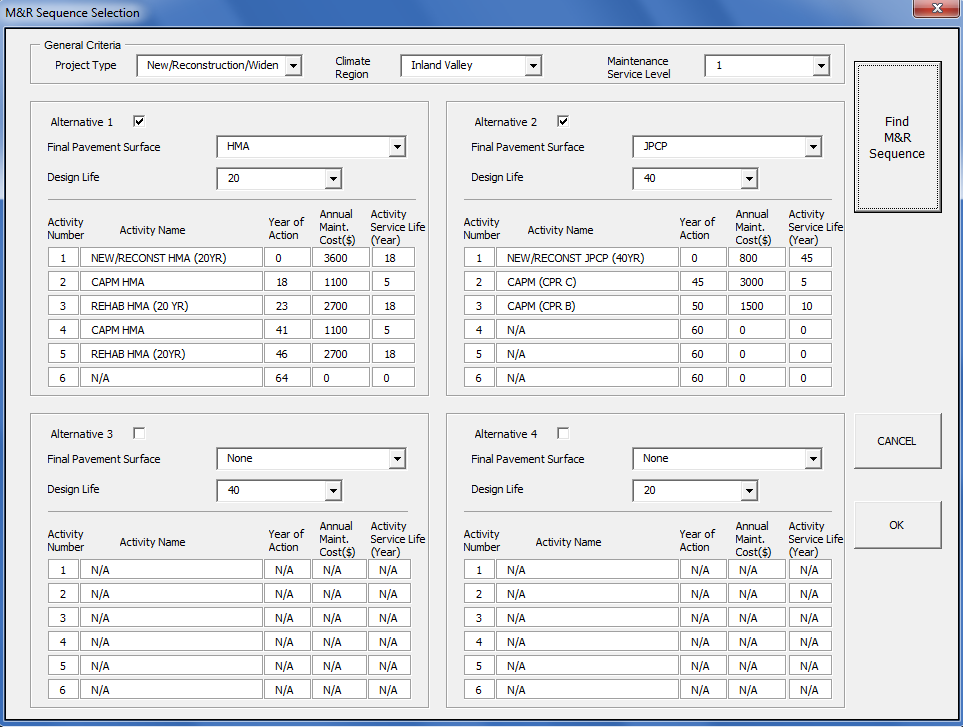 M&R Sequence Selection
General Criteria
Project Type New/Reconstruction/Widen Climate Region Inland Valley Maintenance Service Level 1
Find M&R Sequence
Alternative 1
Final Pavement Surface HMA
Design Life 20
Activity Number Activity Name Year of Action Annual Maint. Cost($) Activity Service Life (Year)
1 NEW/RECONST HMA (20YR) 0 3600 18
2 CAPM HMA 18 1100 5
3 REHAB HMA (20 YR) 23 2700 18
4 CAPM HMA 41 1100 5
5 REHAB HMA (20YR) 46 2700 18
6 N/A 64 0 0
Alternative 2
Final Pavement Surface JPCP
Design Life 40
Activity Number Activity Name Year of Action Annual Maint. Cost($) Activity Service Life (Year)
1 NEW/RECONST JPCP (40YR) 0 800 45
2 CAPM (CPR C) 45 3000 5
3 CAPM (CPR B) 50 1500 10
4 N/A 60 0 0
5 N/A 60 0 0
6 N/A 60 0 0
Alternative 3
Final Pavement Surface None
Design Life 40
Activity Number Activity Name Year of Action Annual Maint. Cost($) Activity Service Life (Year)
1 N/A N/A N/A N/A
2 N/A N/A N/A N/A
3 N/A N/A N/A N/A
4 N/A N/A N/A N/A
5 N/A N/A N/A N/A
6 N/A N/A N/A N/A
Alternative 4
Final Pavement Surface None
Design Life 20
Activity Number Activity Name Year of Action Annual Maint. Cost($) Activity Service Life (Year)
1 N/A N/A N/A N/A
2 N/A N/A N/A N/A
3 N/A N/A N/A N/A
4 N/A N/A N/A N/A
5 N/A N/A N/A N/A
6 N/A N/A N/A N/A
CANCEL
OK